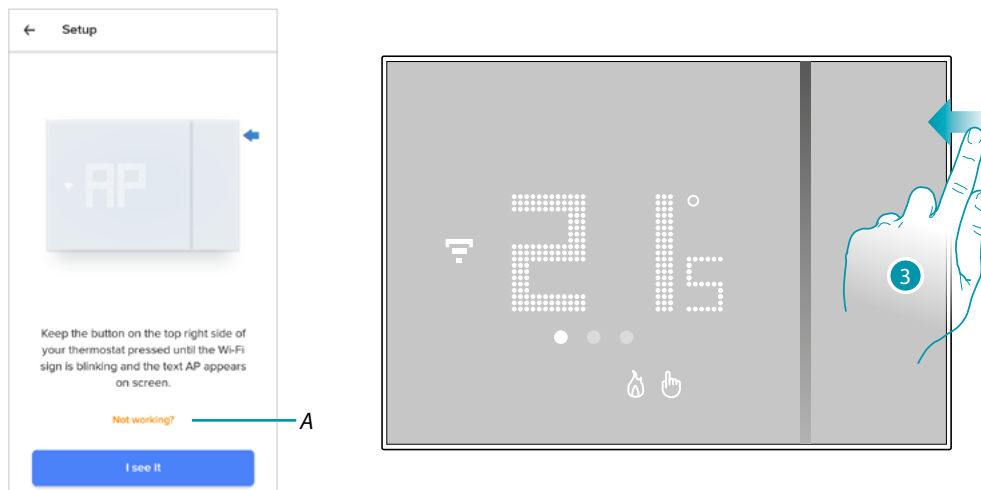 Setup
AP
Keep the button on the top right side of
your thermostat pressed until the Wi-Fi
sign is blinking and the text AP appears
on screen.
Not working?
A
I see It
21°5
3